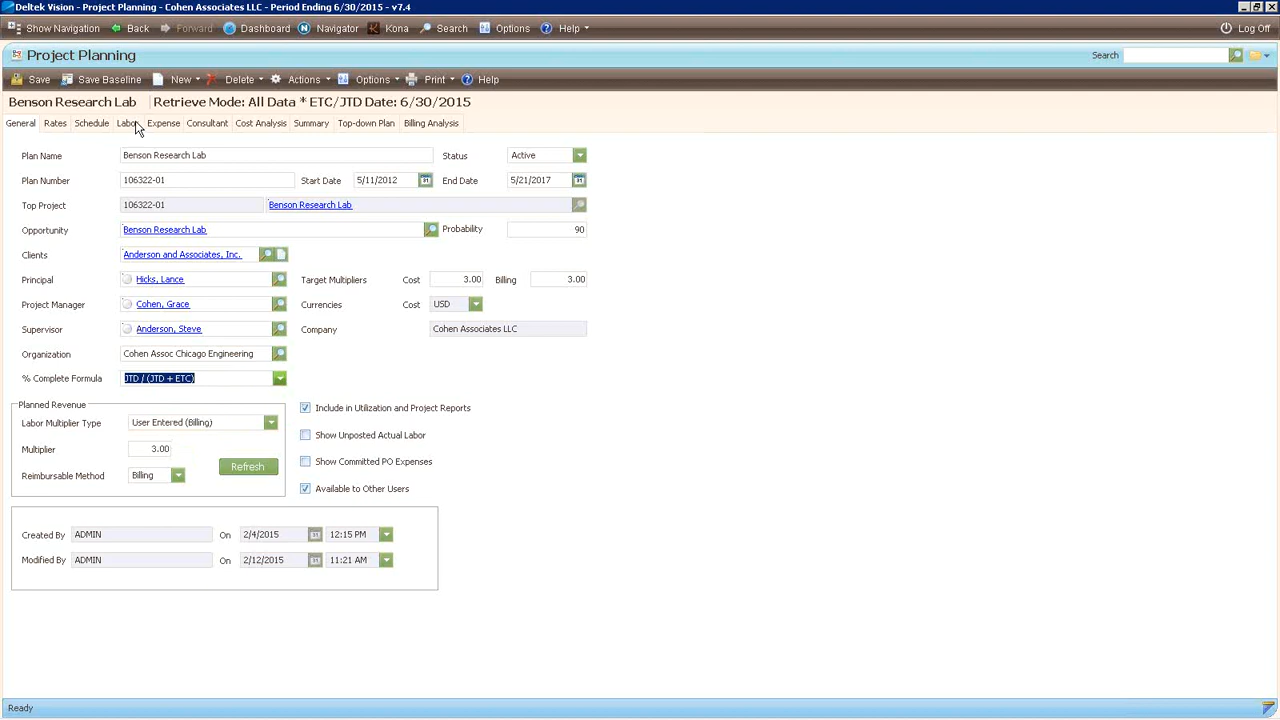 Deltek Vision - Project Planning - Cohen Associates LLC - Period Ending 6/30/2015 - v7.4
Show Navigation Back Forward Dashboard Navigator Kona Search Options Help Log Off
Project Planning Search
Save Save Baseline New Delete Actions Options Print Help
Benson Research Lab Retrieve Mode: All Data * ETC/JTD Date: 6/30/2015
General Rates Schedule Labor Expense Consultant Cost Analysis Summary Top-down Plan Billing Analysis
Plan Name Benson Research Lab Status Active
Plan Number 106322-01 Start Date 5/11/2012 End Date 5/21/2017
Top Project 106322-01 Benson Research Lab
Opportunity Benson Research Lab Probability 90
Clients Anderson and Associates, Inc.
Principal Hicks, Lance Target Multipliers Cost 3.00 Billing 3.00
Project Manager Cohen, Grace Currencies Cost USD
Supervisor Anderson, Steve Company Cohen Associates LLC
Organization Cohen Assoc Chicago Engineering
% Complete Formula JTD / (JTD + ETC)
Planned Revenue Include in Utilization and Project Reports
Labor Multiplier Type User Entered (Billing) Show Unposted Actual Labor
Multiplier 3.00
Refresh Show Committed PO Expenses
Reimbursable Method Billing Available to Other Users
Created By ADMIN On 2/4/2015 12:15 PM
Modified By ADMIN On 2/12/2015 11:21 AM
Ready